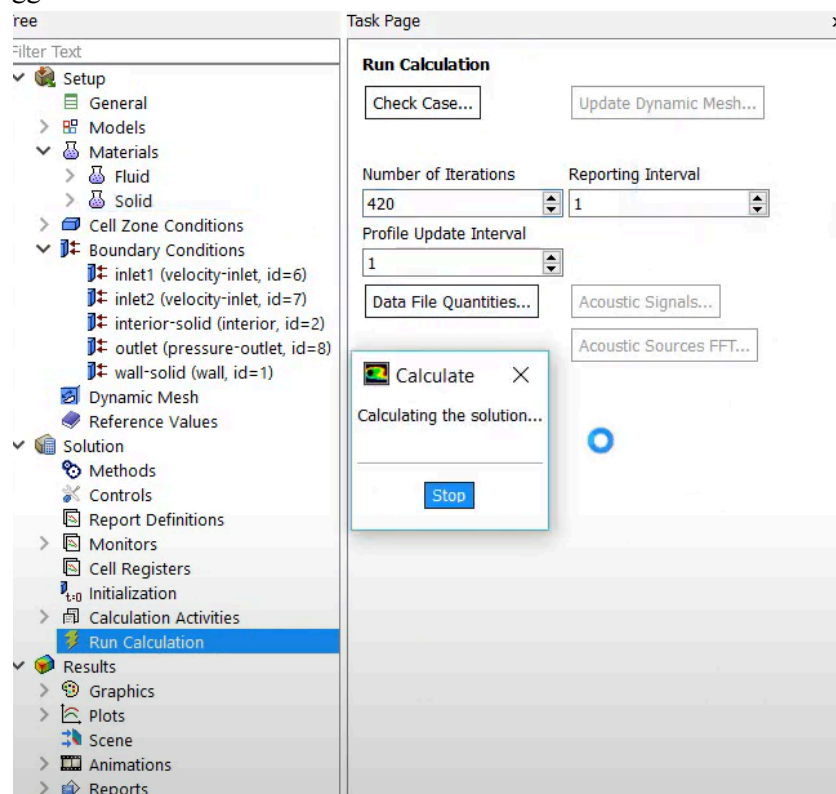 ree
Filter Text
Setup
General
Models
Materials
Fluid
Solid
Cell Zone Conditions
Boundary Conditions
inlet1 (velocity-inlet, id=6)
inlet2 (velocity-inlet, id=7)
interior-solid (interior, id=2)
outlet (pressure-outlet, id=8)
wall-solid (wall, id=1)
Dynamic Mesh
Reference Values
Solution
Methods
Controls
Report Definitions
Monitors
Cell Registers
t=0 Initialization
Calculation Activities
Run Calculation
Results
Graphics
Plots
Scene
Animations
Reports
Task Page
Run Calculation
Check Case...
Update Dynamic Mesh...
Number of Iterations
Reporting Interval
420
1
Profile Update Interval
1
Data File Quantities...
Acoustic Signals...
Acoustic Sources FFT...
Calculate
Calculating the solution...
Stop